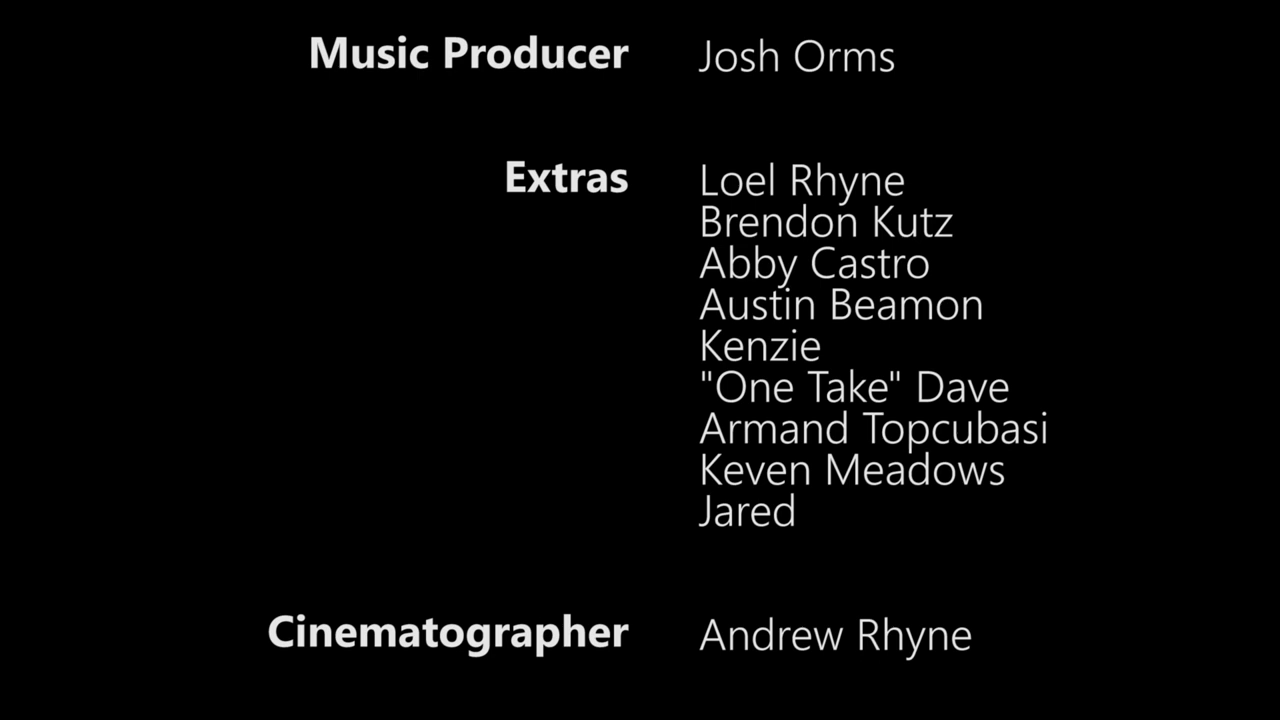 Music Producer Josh Orms
Extras Loel Rhyne
Brendon Kutz
Abby Castro
Austin Beamon
Kenzie
"One Take" Dave
Armand Topcubasi
Keven Meadows
Jared
Cinematographer Andrew Rhyne